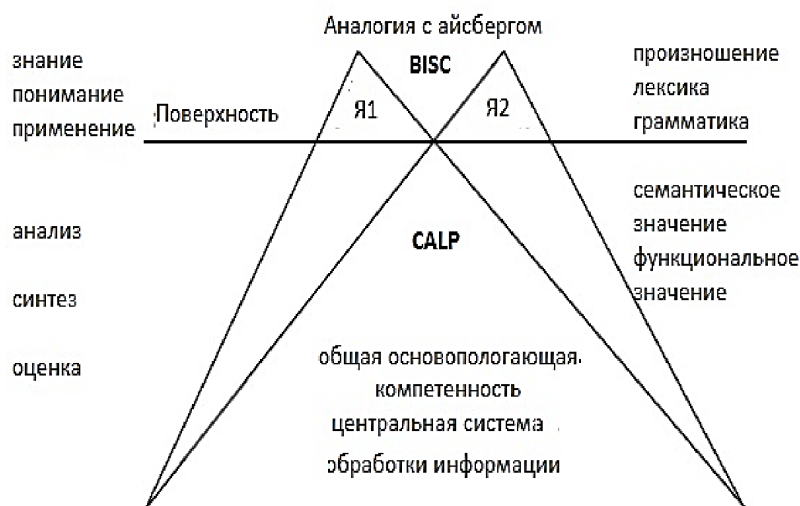 Аналогия с айсбергом
BISC
знание
понимание
применение
Поверхность
Я1
Я2
произношение
лексика
грамматика
анализ
синтез
оценка
CALP
семантическое
значение
функциональное
значение
общая основопологающая
компетенность
центральная система
обработки информации